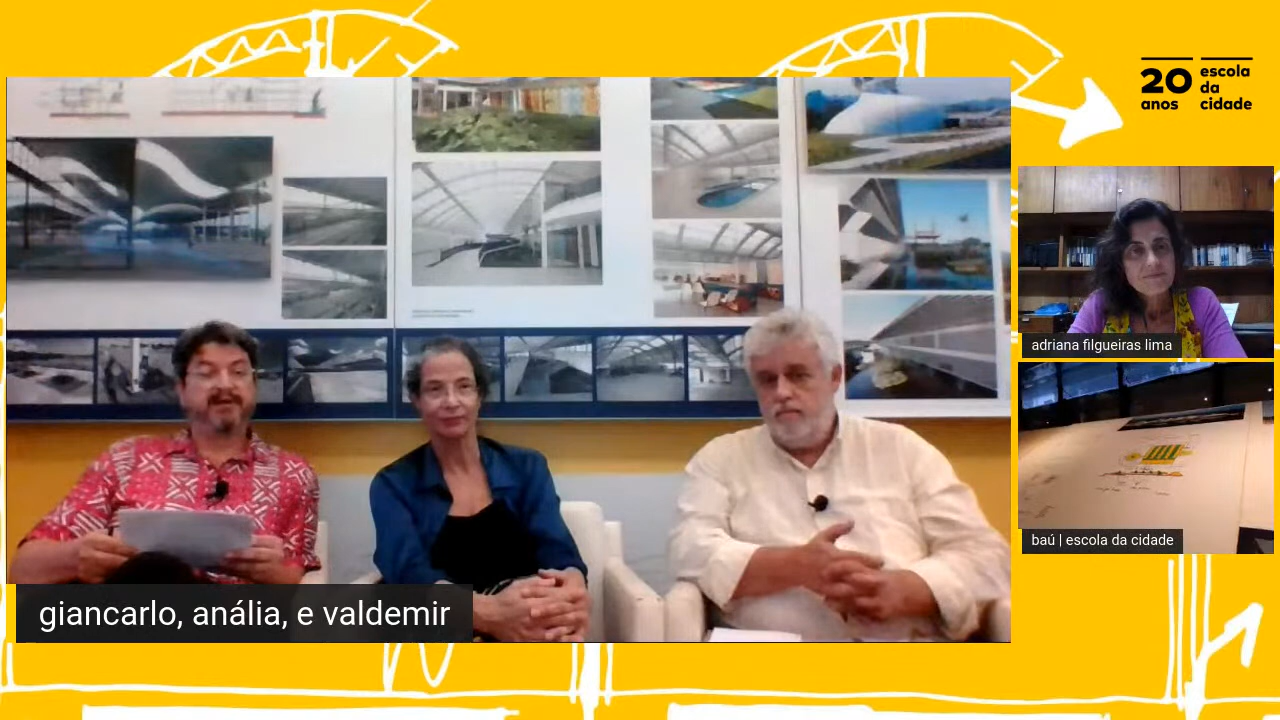 20 anos
escola da cidade
adriana filgueiras lima
baú | escola da cidade
giancarlo, anália, e valdemir